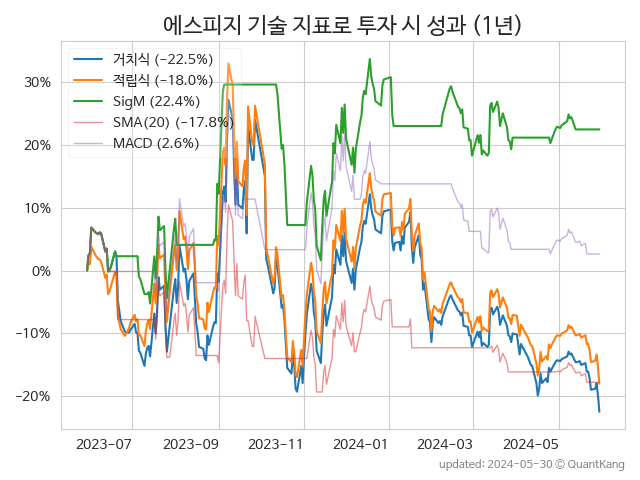 에스피지 기술 지표로 투자 시 성과 (1년)
거치식 (−22.5%)
적립식 (−18.0%)
SigM (22.4%)
SMA(20) (−17.8%)
MACD (2.6%)
30%
20%
10%
0%
−10%
−20%
2023-07
2023-09
2023-11
2024-01
2024-03
2024-05
updated: 2024-05-30 © QuantKang